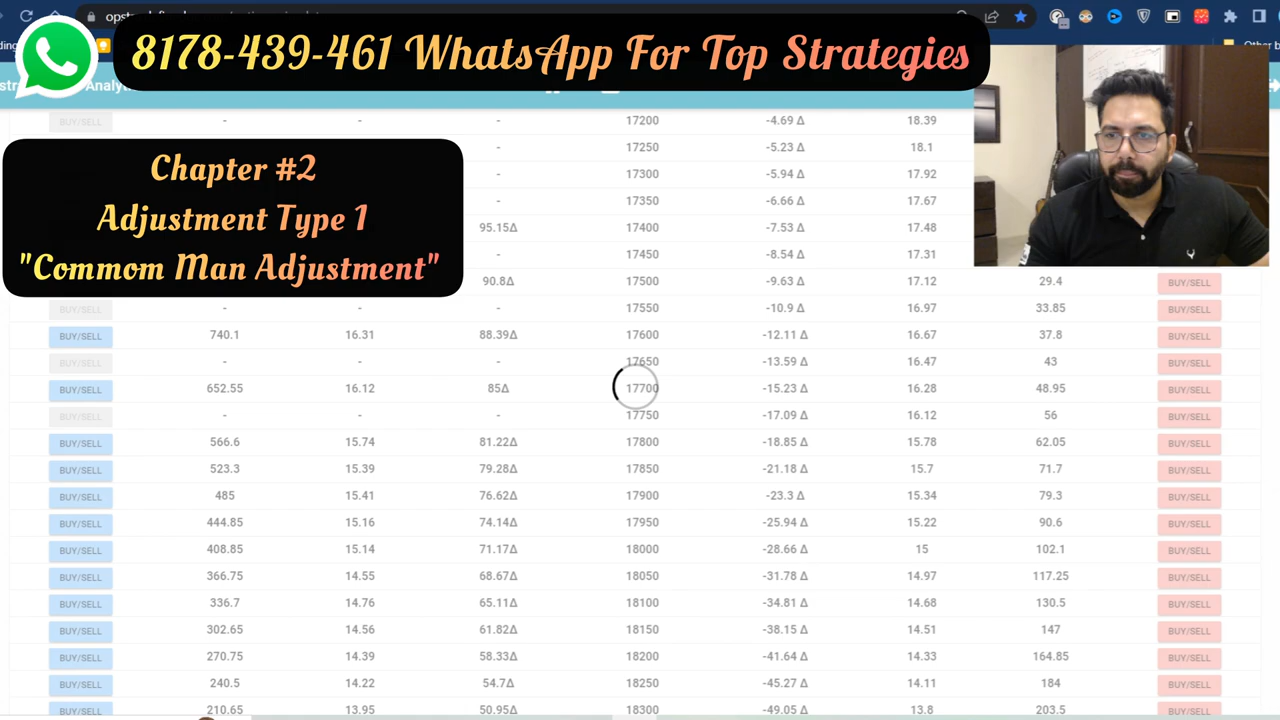 8178-439-461 WhatsApp For Top Strategies
Chapter #2
Adjustment Type 1
"Commom Man Adjustment"
BUY/SELL - - - 17200 -4.69 Δ 18.39
- 17250 -5.23 Δ 18.1
- 17300 -5.94 Δ 17.92
- 17350 -6.66 Δ 17.67
95.15Δ 17400 -7.53 Δ 17.48
- 17450 -8.54 Δ 17.31
90.8Δ 17500 -9.63 Δ 17.12 29.4 BUY/SELL
BUY/SELL - - - 17550 -10.9 Δ 16.97 33.85 BUY/SELL
BUY/SELL 740.1 16.31 88.39Δ 17600 -12.11 Δ 16.67 37.8 BUY/SELL
BUY/SELL - - - 17650 -13.59 Δ 16.47 43 BUY/SELL
BUY/SELL 652.55 16.12 85Δ 17700 -15.23 Δ 16.28 48.95 BUY/SELL
BUY/SELL - - - 17750 -17.09 Δ 16.12 56 BUY/SELL
BUY/SELL 566.6 15.74 81.22Δ 17800 -18.85 Δ 15.78 62.05 BUY/SELL
BUY/SELL 523.3 15.39 79.28Δ 17850 -21.18 Δ 15.7 71.7 BUY/SELL
BUY/SELL 485 15.41 76.62Δ 17900 -23.3 Δ 15.34 79.3 BUY/SELL
BUY/SELL 444.85 15.16 74.14Δ 17950 -25.94 Δ 15.22 90.6 BUY/SELL
BUY/SELL 408.85 15.14 71.17Δ 18000 -28.66 Δ 15 102.1 BUY/SELL
BUY/SELL 366.75 14.55 68.67Δ 18050 -31.78 Δ 14.97 117.25 BUY/SELL
BUY/SELL 336.7 14.76 65.11Δ 18100 -34.81 Δ 14.68 130.5 BUY/SELL
BUY/SELL 302.65 14.56 61.82Δ 18150 -38.15 Δ 14.51 147 BUY/SELL
BUY/SELL 270.75 14.39 58.33Δ 18200 -41.64 Δ 14.33 164.85 BUY/SELL
BUY/SELL 240.5 14.22 54.7Δ 18250 -45.27 Δ 14.11 184 BUY/SELL
BUY/SELL 210.65 13.95 50.95Δ 18300 -49.05 Δ 13.8 203.5 BUY/SELL